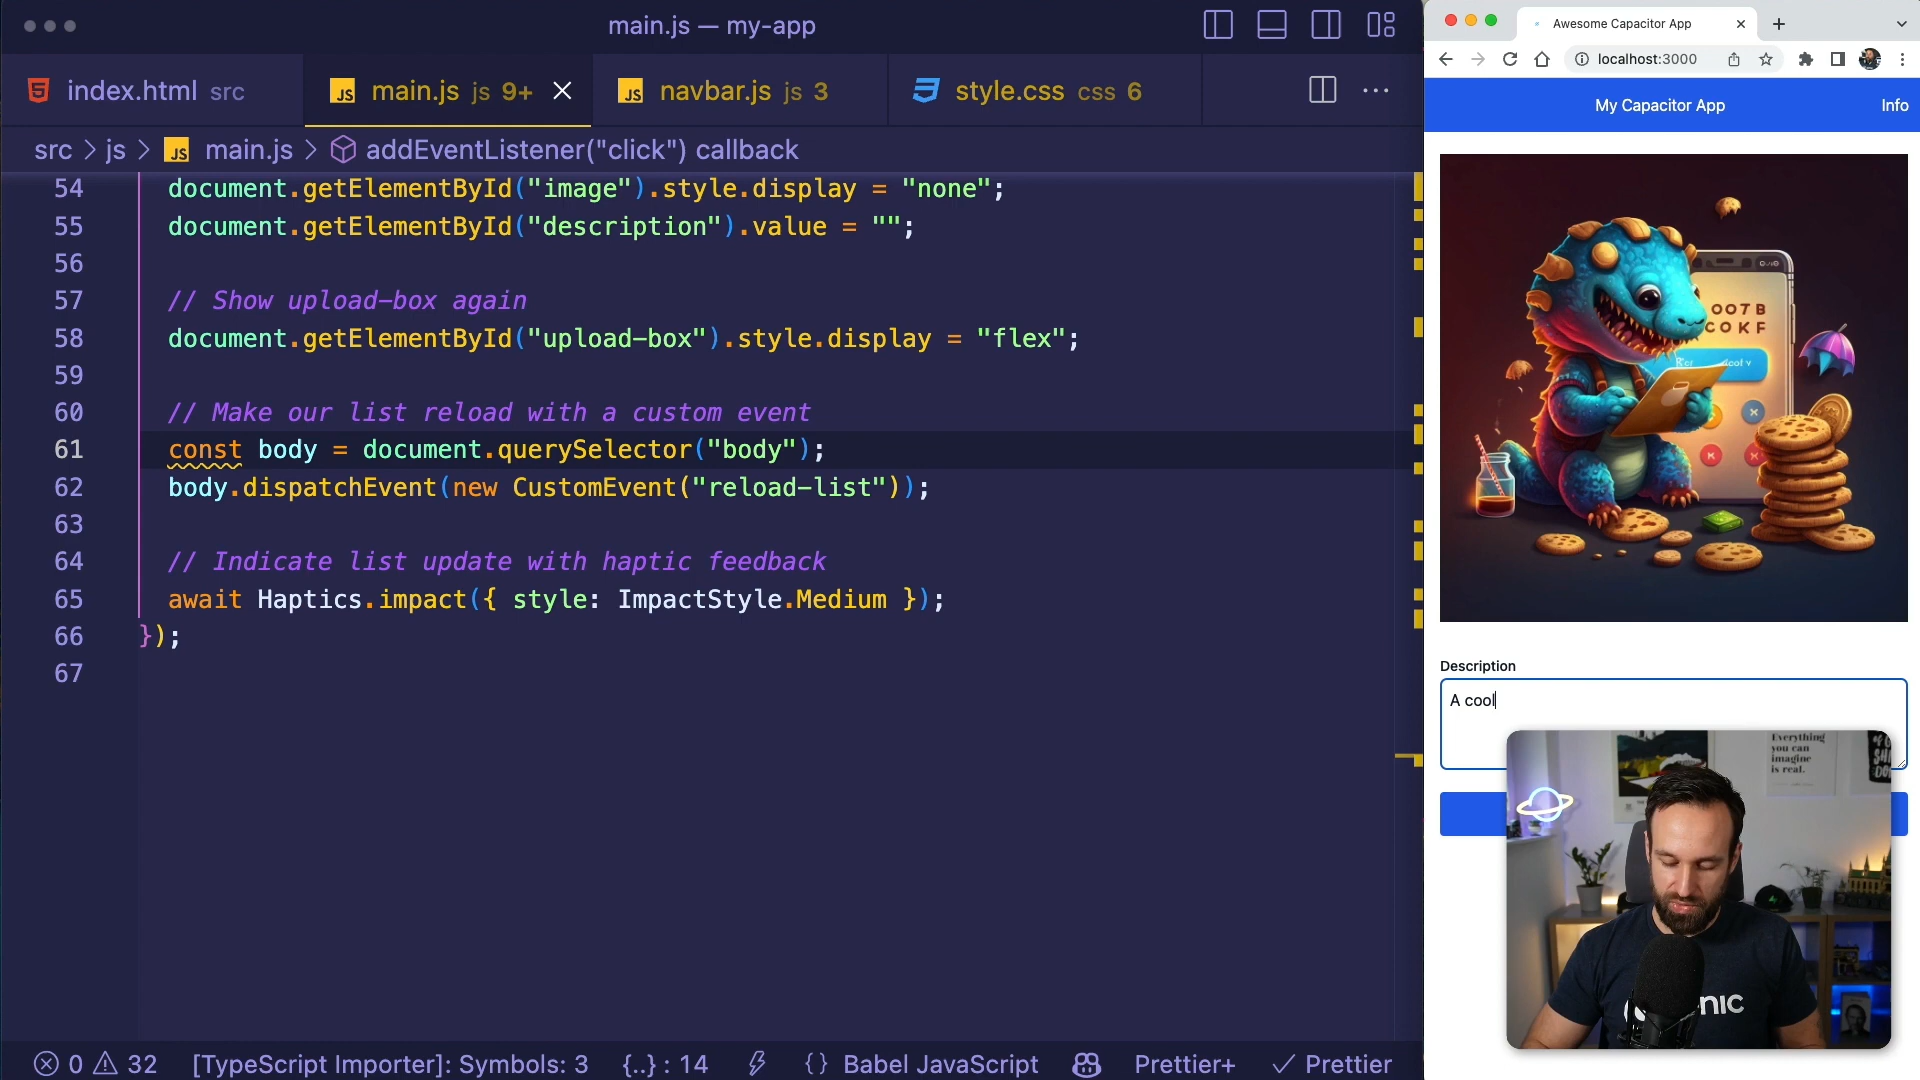 main.js — my-app
index.html src
main.js js 9+
navbar.js js 3
style.css css 6
src > js > JS main.js > addEventListener("click") callback
54 document.getElementById("image").style.display = "none";
55 document.getElementById("description").value = "";
56
57 // Show upload-box again
58 document.getElementById("upload-box").style.display = "flex";
59
60 // Make our list reload with a custom event
61 const body = document.querySelector("body");
62 body.dispatchEvent(new CustomEvent("reload-list"));
63
64 // Indicate list update with haptic feedback
65 await Haptics.impact({ style: ImpactStyle.Medium });
66 });
67
0 32 [TypeScript Importer]: Symbols: 3 {..} : 14 {} Babel JavaScript Prettier+ ✓ Prettier
Awesome Capacitor App
localhost:3000
My Capacitor App
Info
OOTB
COKF
Description
A cool
Everything
you can
imagine
is real.
NIC